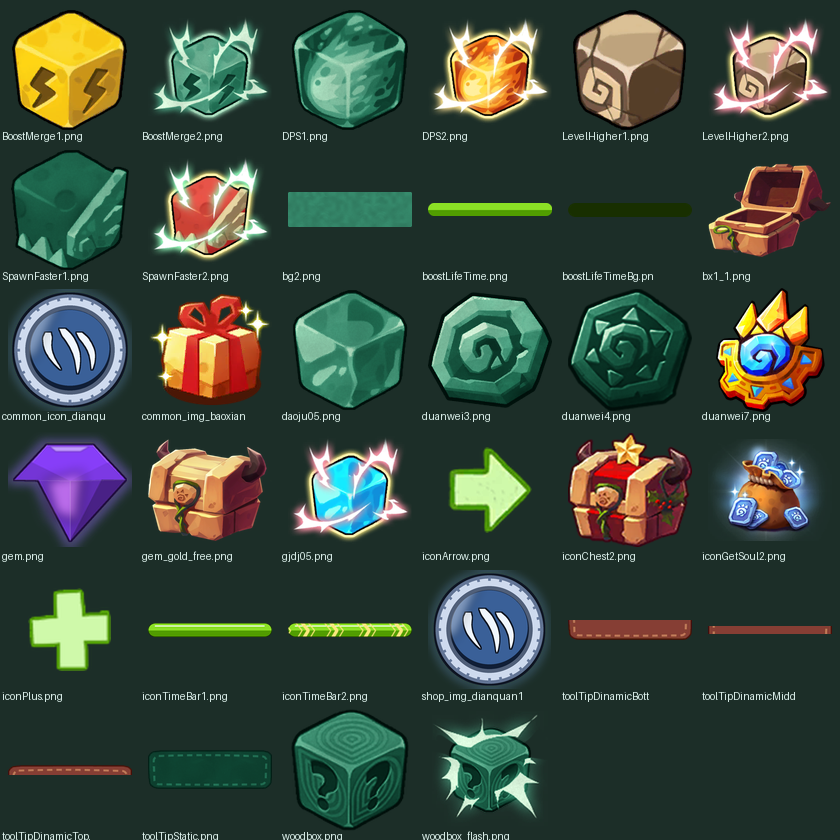 BoostMerge1.png BoostMerge2.png DPS1.png DPS2.png LevelHigher1.png LevelHigher2.png
SpawnFaster1.png SpawnFaster2.png bg2.png boostLifeTime.png boostLifeTimeBg.pn bx1_1.png
common_icon_dianqu common_img_baoxian daoju05.png duanwei3.png duanwei4.png duanwei7.png
gem.png gem_gold_free.png gjdj05.png iconArrow.png iconChest2.png iconGetSoul2.png
iconPlus.png iconTimeBar1.png iconTimeBar2.png shop_img_dianquan1 toolTipDinamicBott toolTipDinamicMidd
toolTipDinamicTop. toolTipStatic.png woodbox.png woodbox_flash.png